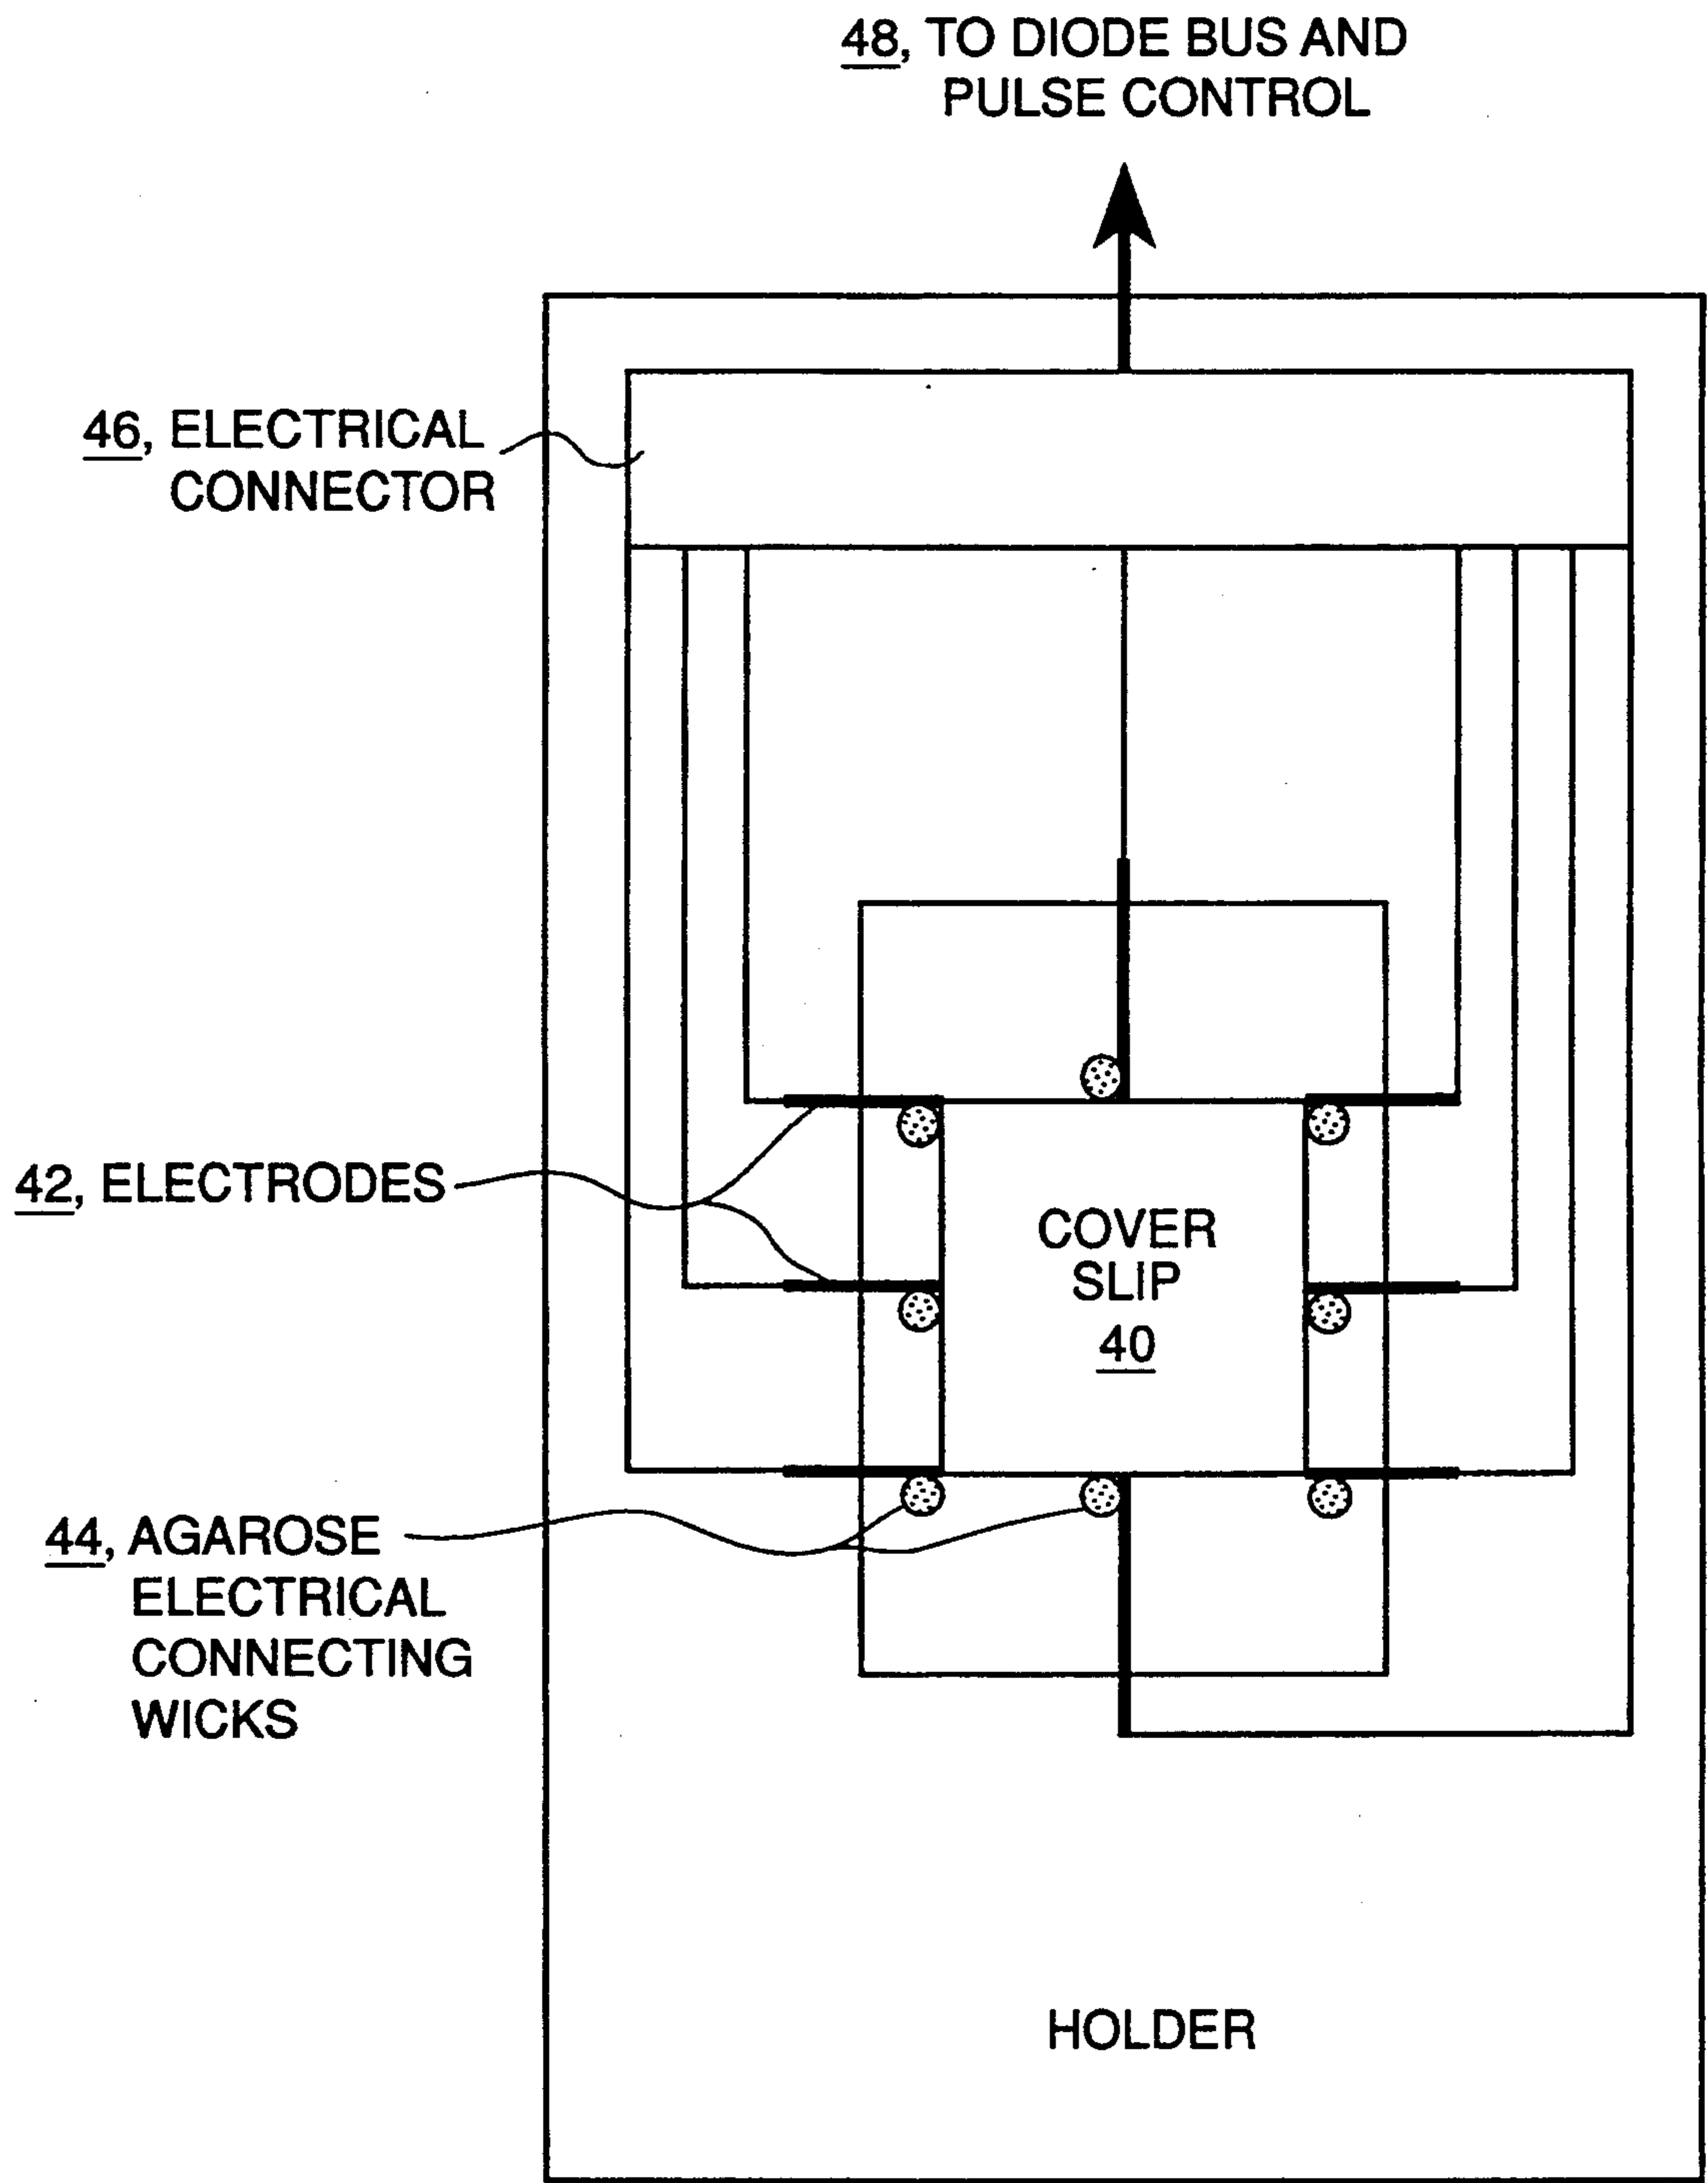 48, TO DIODE BUS AND
PULSE CONTROL
46, ELECTRICAL
CONNECTOR
42, ELECTRODES
COVER
SLIP
40
44, AGAROSE
ELECTRICAL
CONNECTING
WICKS
HOLDER